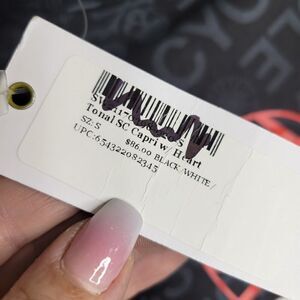 Tonal SC Capri w/ Heart
SZ: S $86.00 BLACK/WHITE/
UPC:654322082345